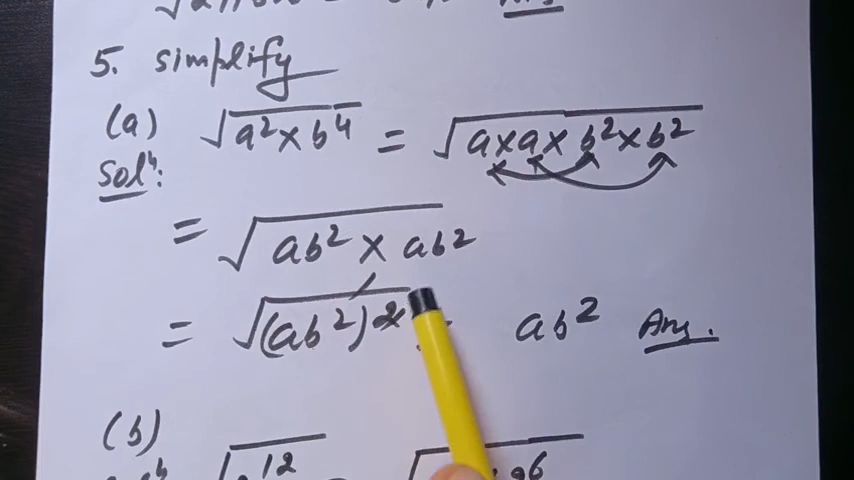 5. simplify
(a) √a²×b⁴ = √a×a×b²×b²
Solⁿ:
= √ab² × ab²
= √(ab²)² = ab² Ans.
(b)